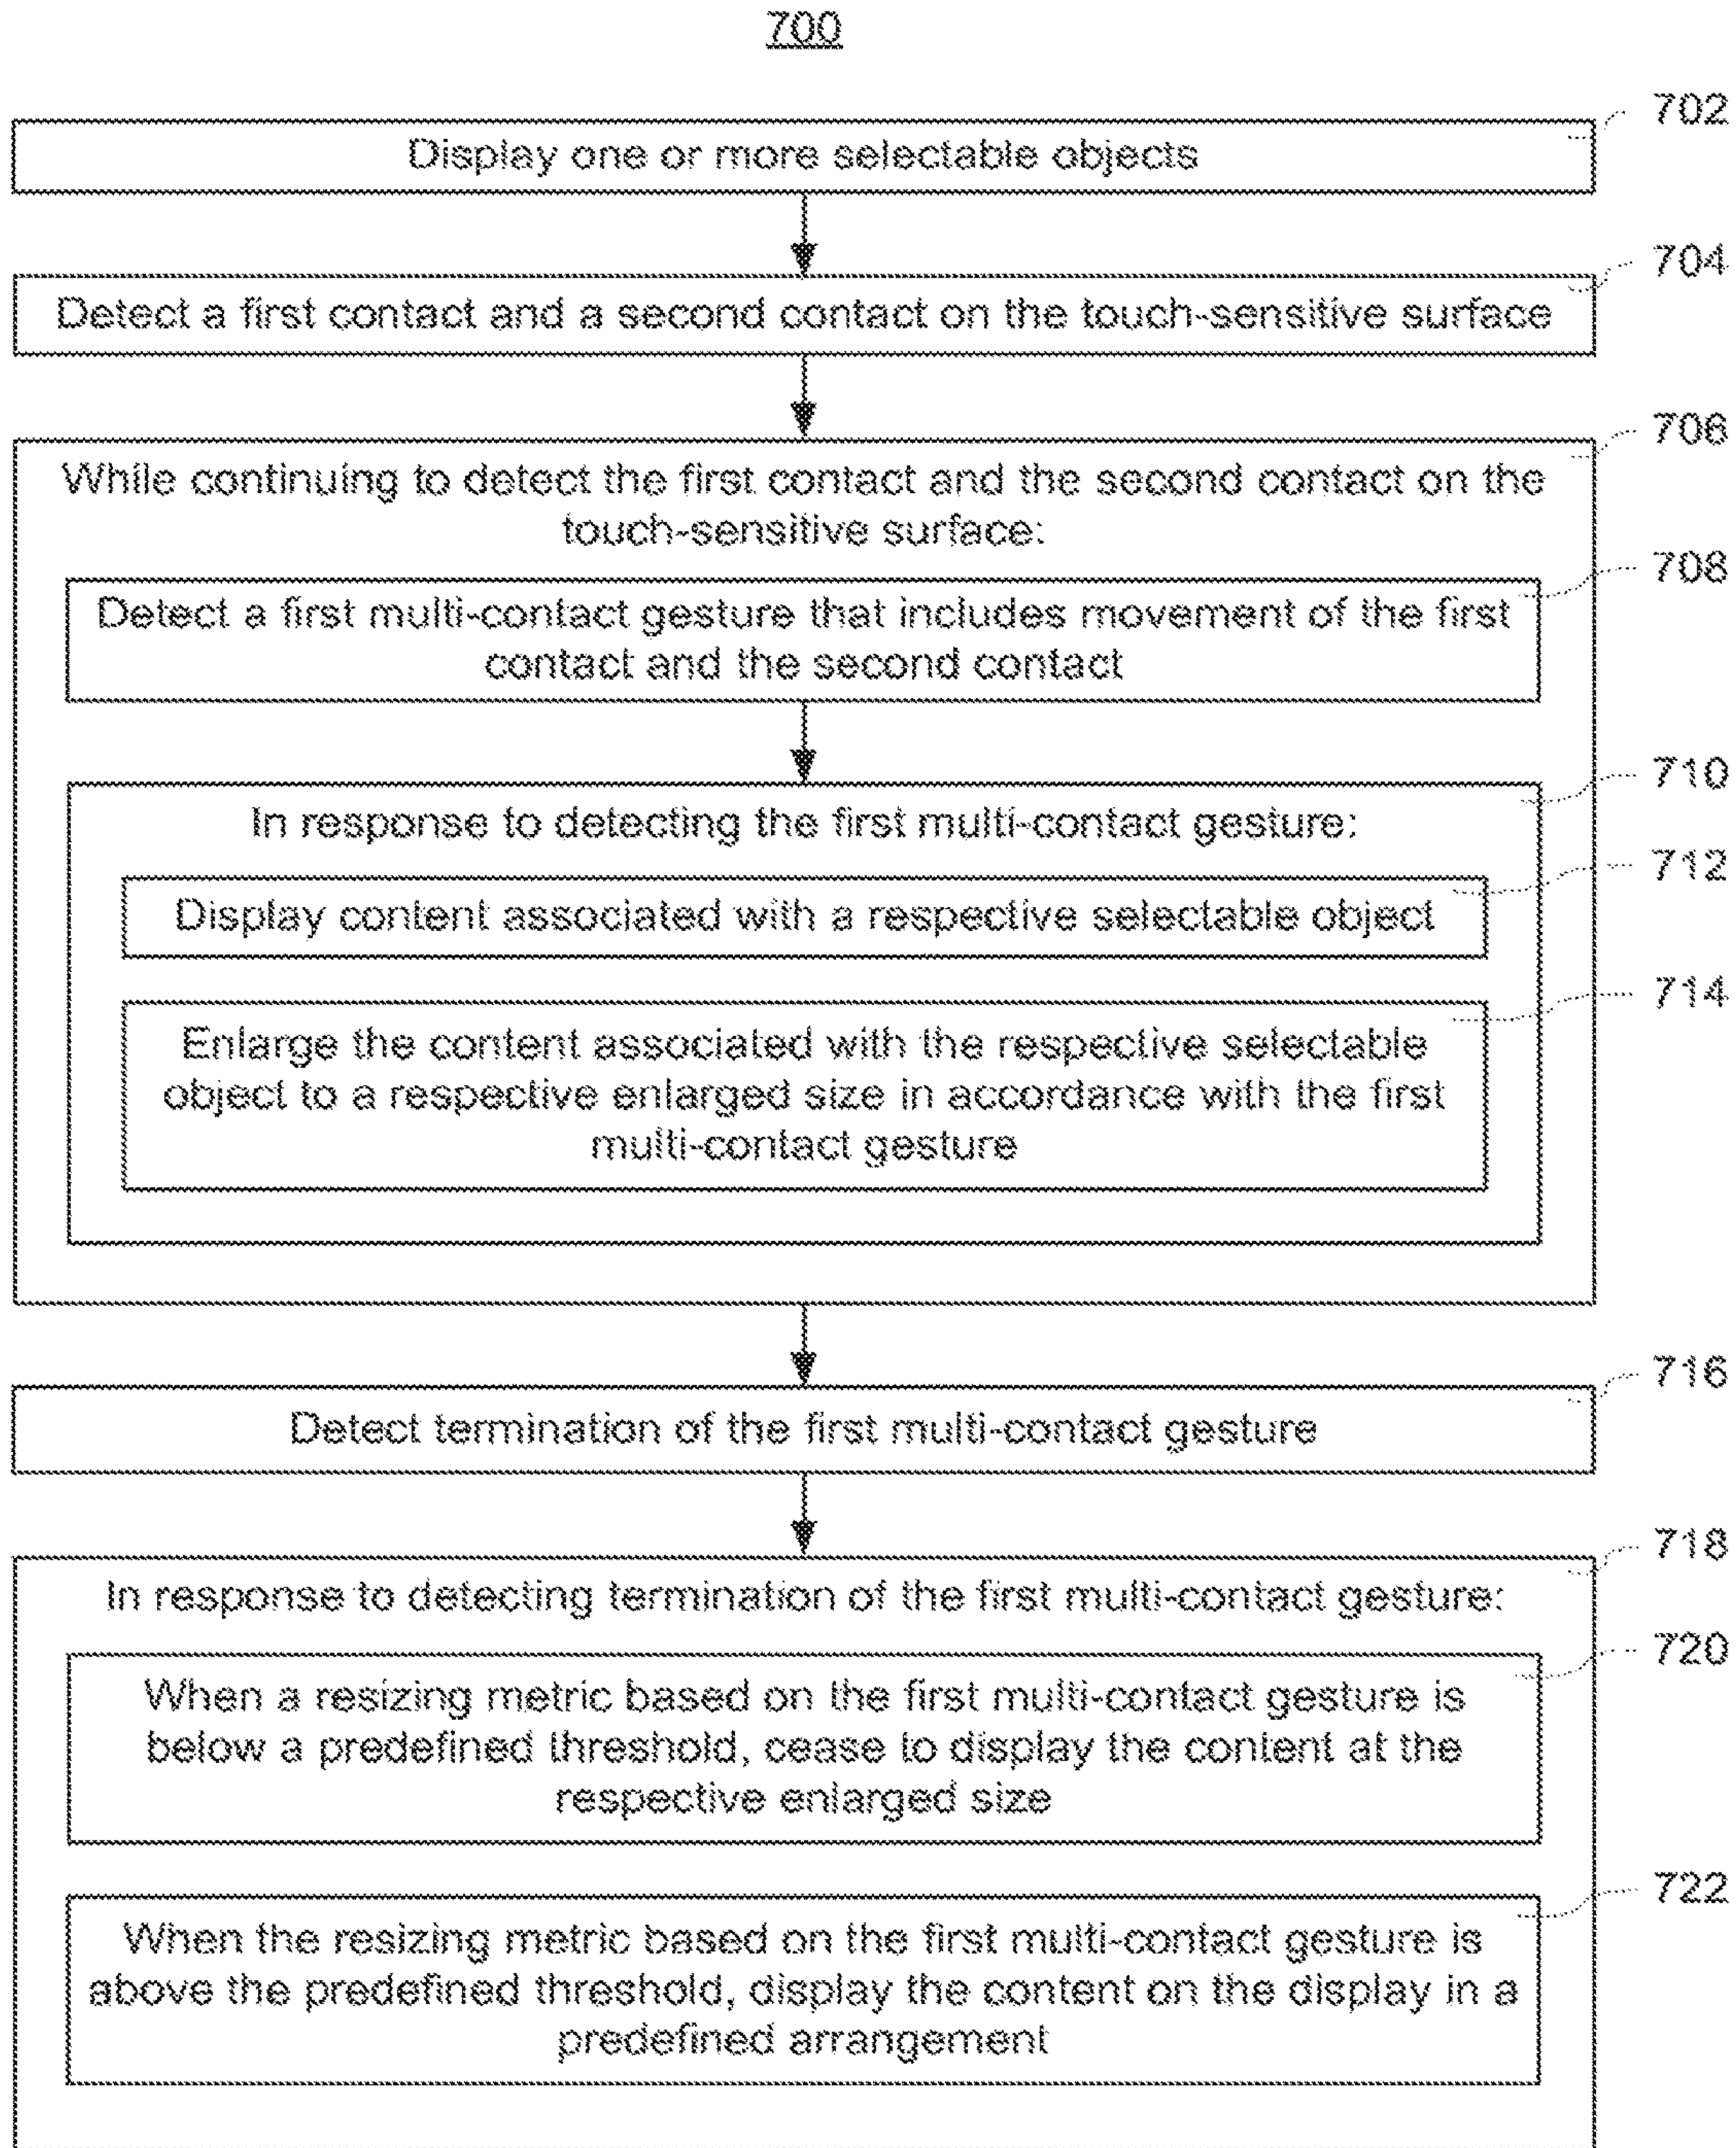 700
702
Display one or more selectable objects
704
Detect a first contact and a second contact on the touch-sensitive surface
706
While continuing to detect the first contact and the second contact on the
touch-sensitive surface:
708
Detect a first multi-contact gesture that includes movement of the first
contact and the second contact
710
In response to detecting the first multi-contact gesture:
712
Display content associated with a respective selectable object
714
Enlarge the content associated with the respective selectable
object to a respective enlarged size in accordance with the first
multi-contact gesture
716
Detect termination of the first multi-contact gesture
718
In response to detecting termination of the first multi-contact gesture:
720
When a resizing metric based on the first multi-contact gesture is
below a predefined threshold, cease to display the content at the
respective enlarged size
722
When the resizing metric based on the first multi-contact gesture is
above the predefined threshold, display the content on the display in a
predefined arrangement